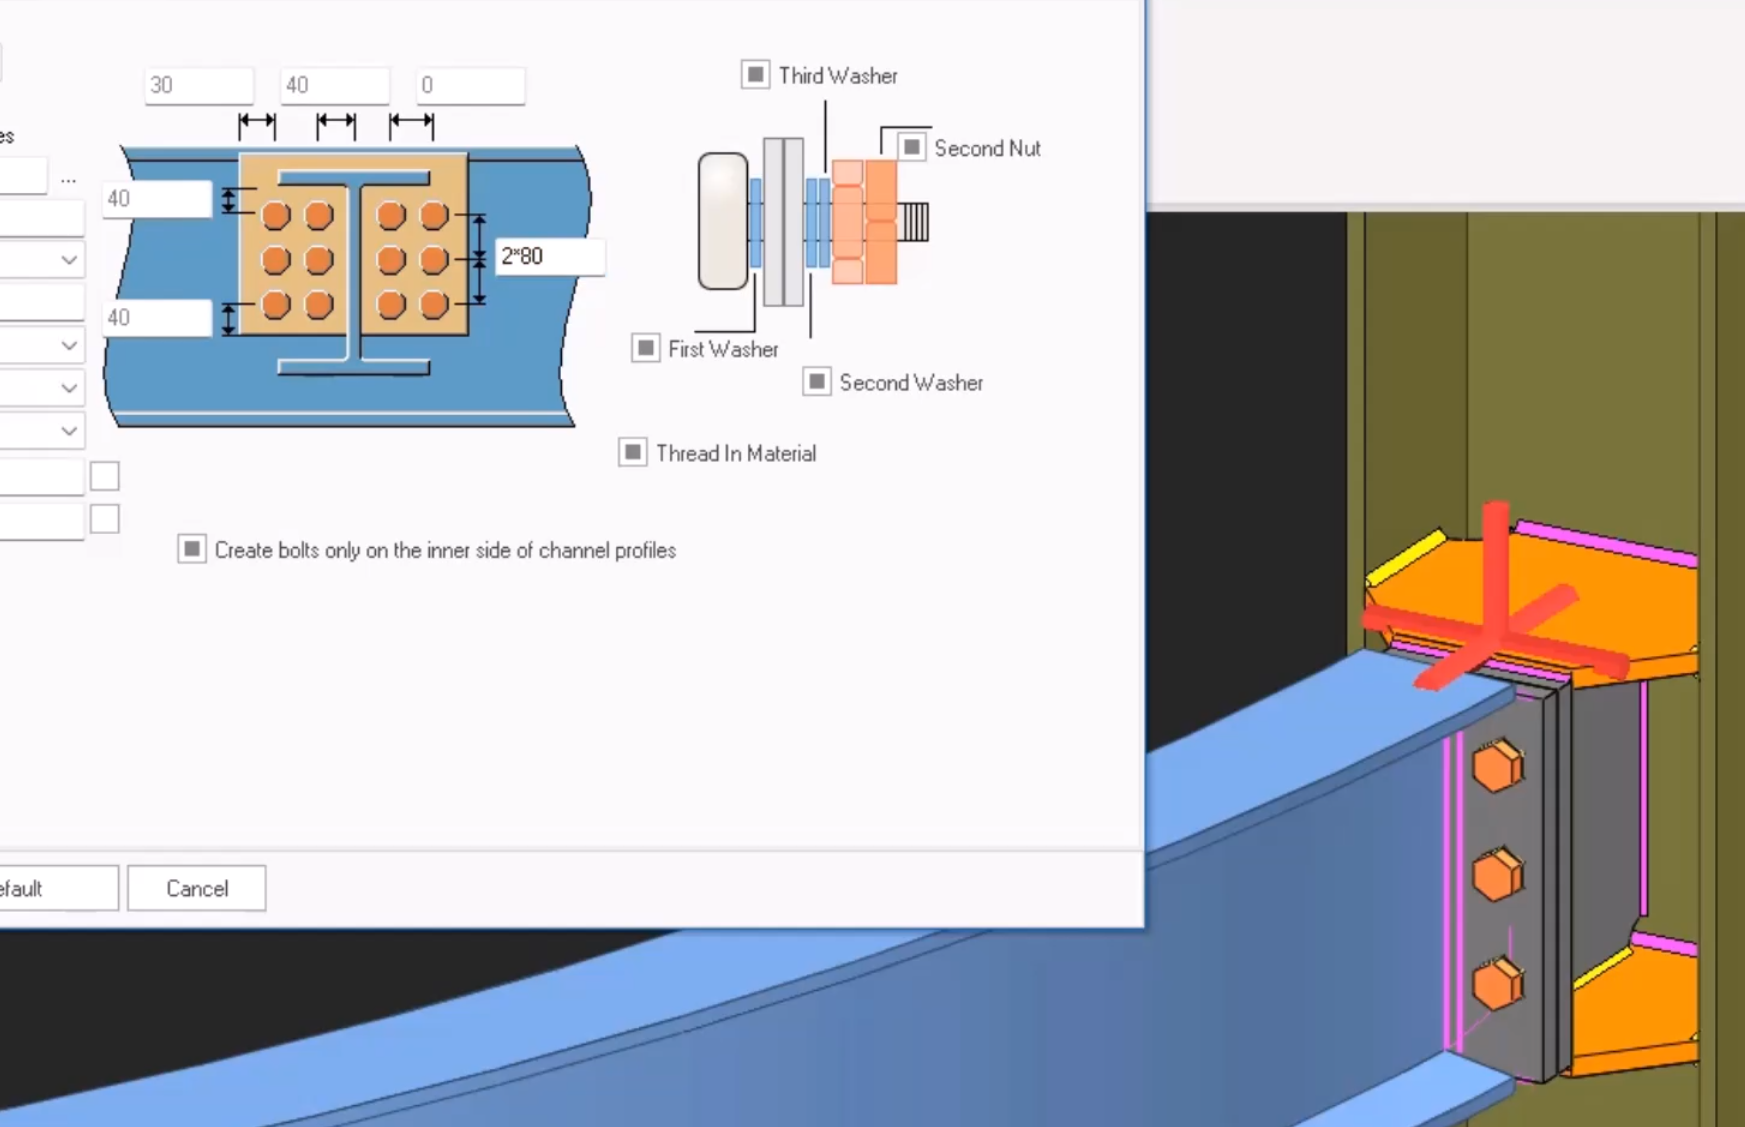 30
40
0
Third Washer
es
Second Nut
...
40
2*80
40
First Washer
Second Washer
Thread In Material
Create bolts only on the inner side of channel profiles
efault
Cancel